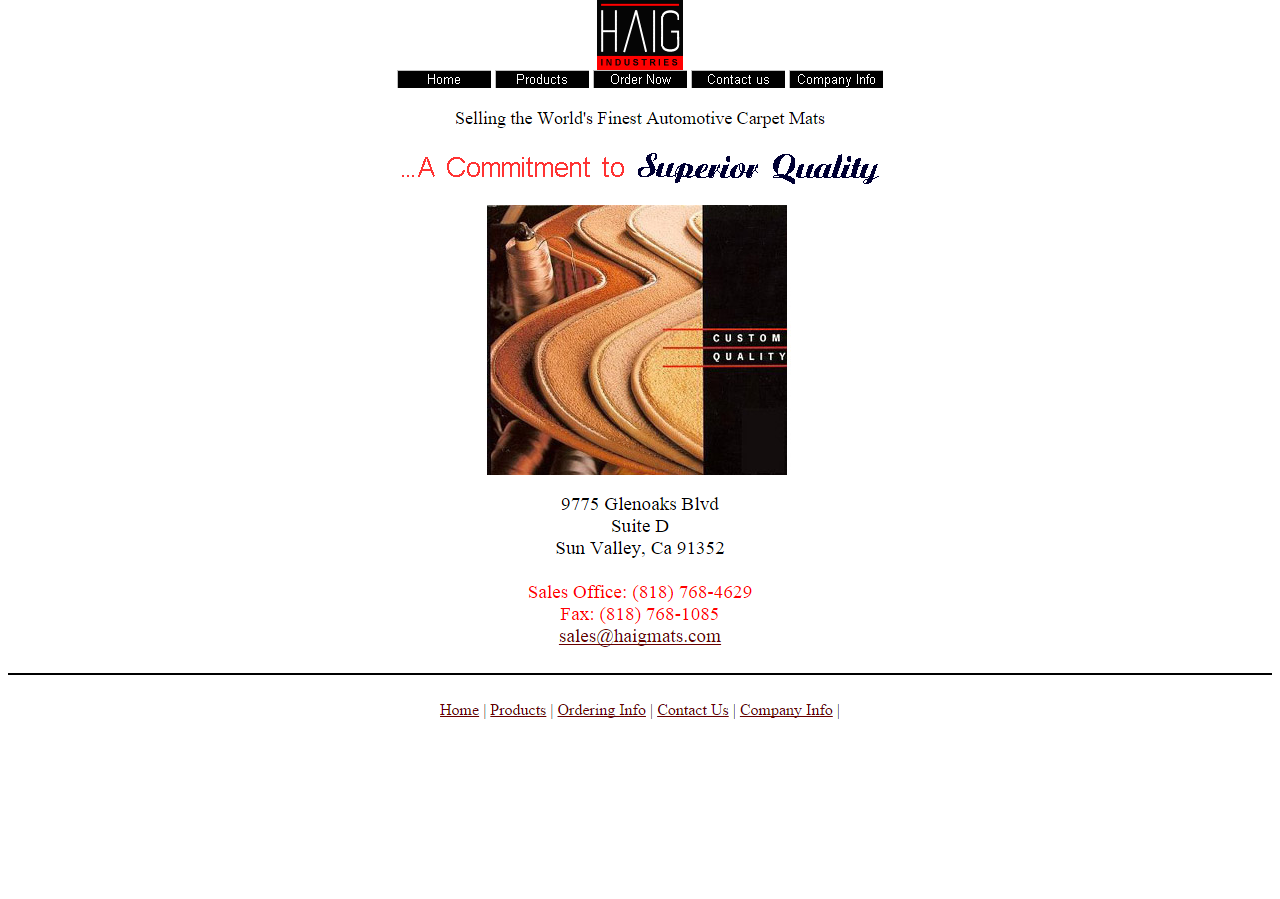 HAIG
INDUSTRIES
Home Products Order Now Contact us Company Info
Selling the World's Finest Automotive Carpet Mats
...A Commitment to Superior Quality
CUSTOM
QUALITY
9775 Glenoaks Blvd
Suite D
Sun Valley, Ca 91352
Sales Office: (818) 768-4629
Fax: (818) 768-1085
sales@haigmats.com
Home | Products | Ordering Info | Contact Us | Company Info |